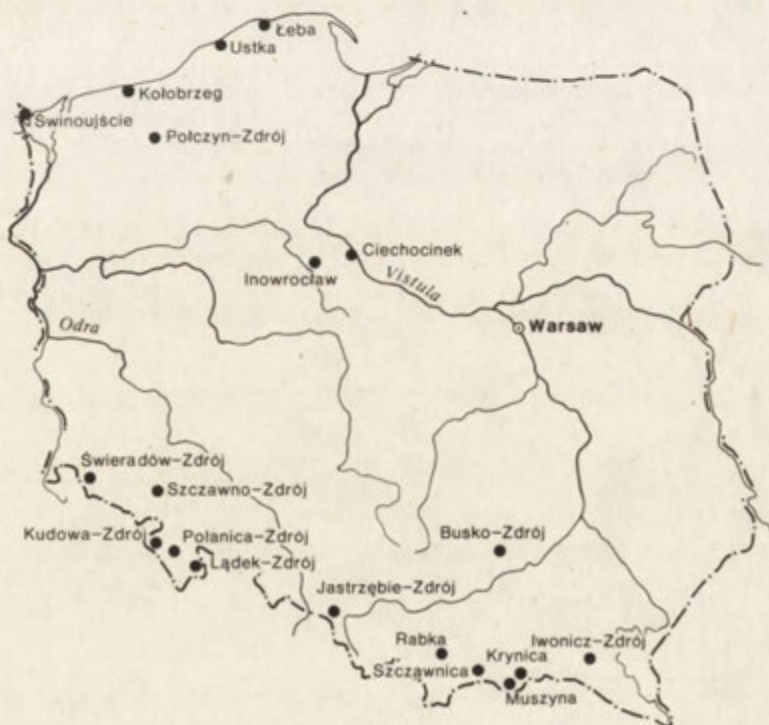 Łeba
Ustka
Kołobrzeg
Świnoujście
Połczyn-Zdrój
Ciechocinek
Inowrocław
Vistula
Odra
Warsaw
Świeradów-Zdrój
Szczawno-Zdrój
Kudowa-Zdrój
Polanica-Zdrój
Lądek-Zdrój
Busko-Zdrój
Jastrzębie-Zdrój
Rabka
Szczawnica
Krynica
Iwonicz-Zdrój
Muszyna